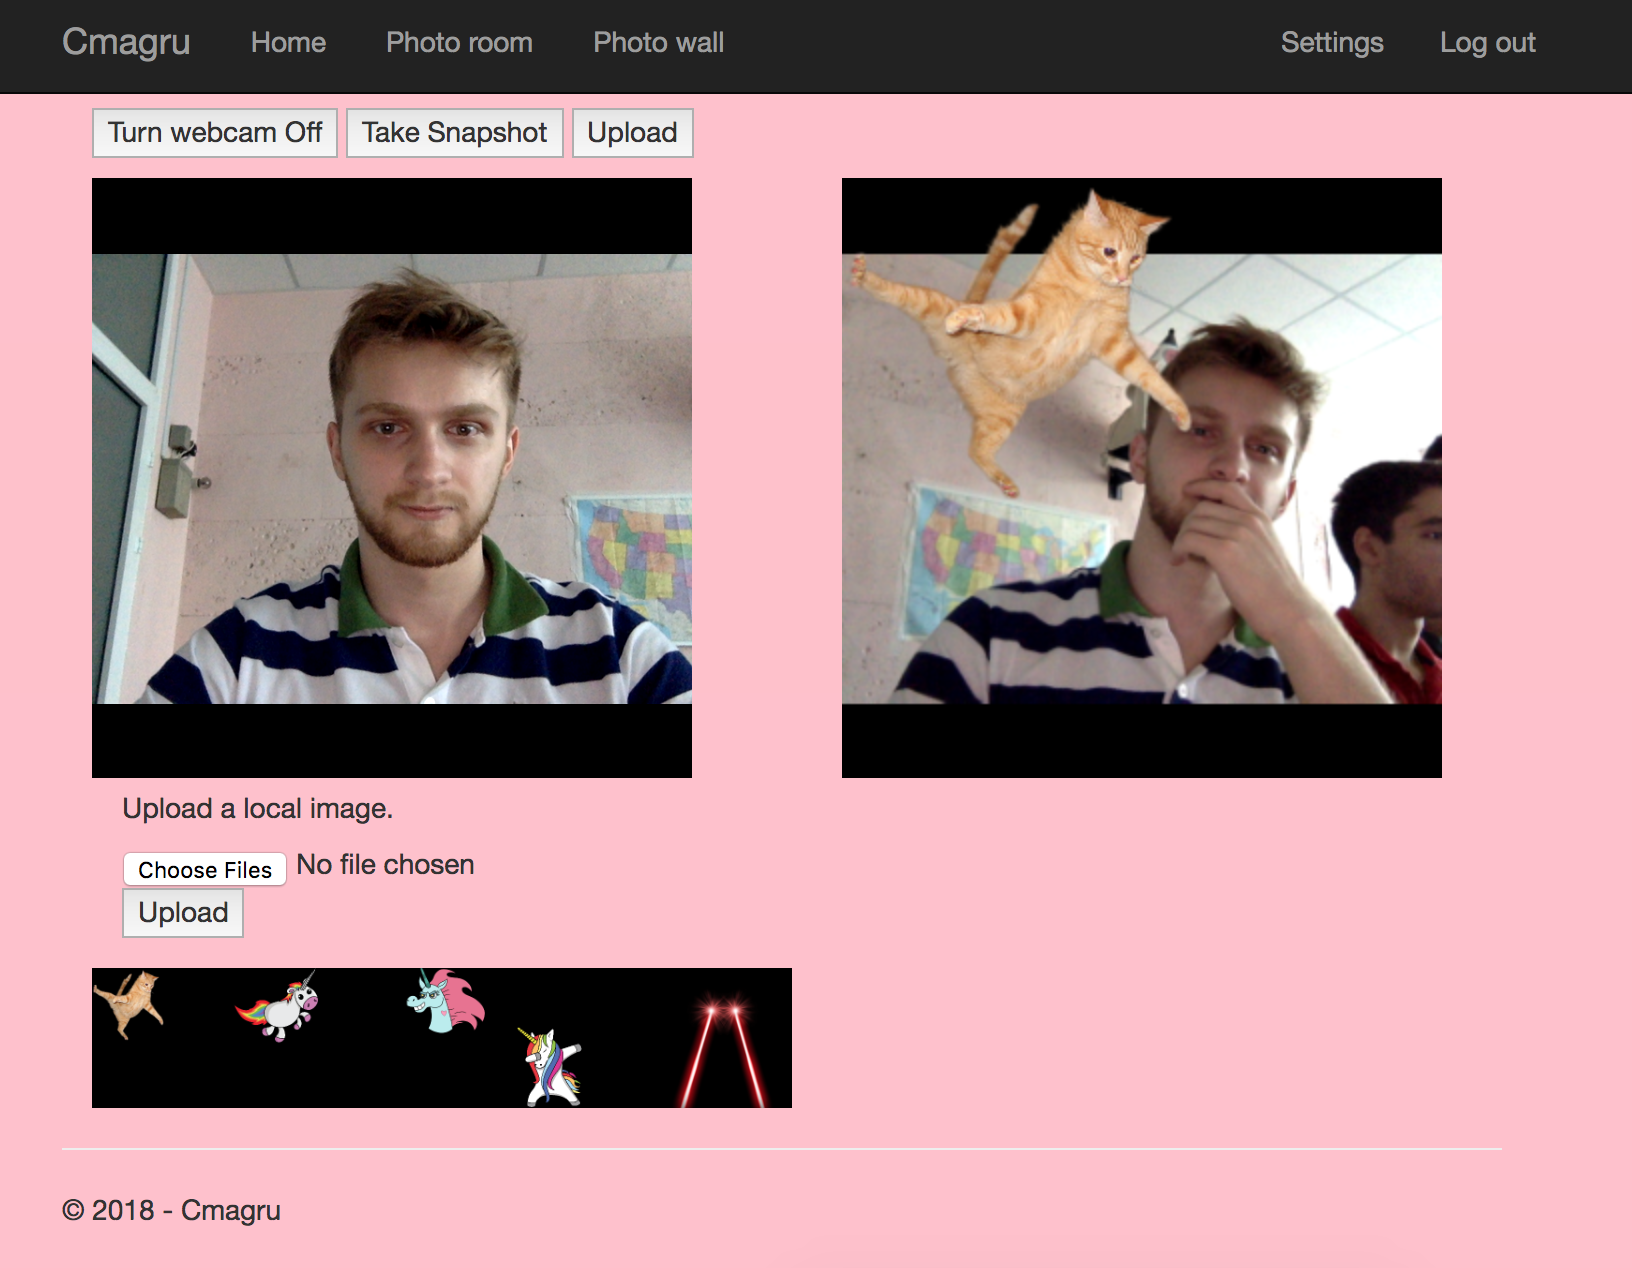 Cmagru Home Photo room Photo wall Settings Log out
Turn webcam Off Take Snapshot Upload
Upload a local image.
Choose Files No file chosen
Upload
© 2018 - Cmagru